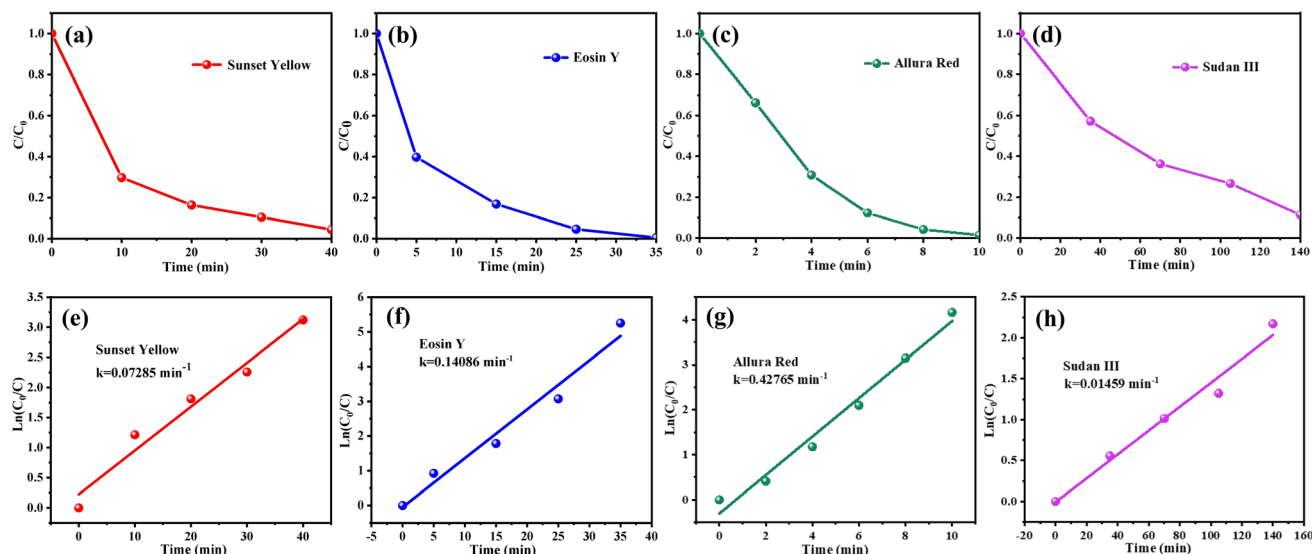 (a)
Sunset Yellow
C/C₀
1.0
0.8
0.6
0.4
0.2
0.0
0 10 20 30 40
Time (min)
(b)
Eosin Y
C/C₀
1.0
0.8
0.6
0.4
0.2
0.0
0 5 10 15 20 25 30 35
Time (min)
(c)
Allura Red
C/C₀
1.0
0.8
0.6
0.4
0.2
0.0
0 2 4 6 8 10
Time (min)
(d)
Sudan III
C/C₀
1.0
0.8
0.6
0.4
0.2
0.0
0 20 40 60 80 100 120 140
Time (min)
(e)
Sunset Yellow
k=0.07285 min⁻¹
Ln(C₀/C)
3.5
3.0
2.5
2.0
1.5
1.0
0.5
0.0
0 10 20 30 40
Time (min)
(f)
Eosin Y
k=0.14086 min⁻¹
Ln(C₀/C)
6
5
4
3
2
1
0
-5 0 5 10 15 20 25 30 35 40
Time (min)
(g)
Allura Red
k=0.42765 min⁻¹
Ln(C₀/C)
4
3
2
1
0
0 2 4 6 8 10
Time (min)
(h)
Sudan III
k=0.01459 min⁻¹
Ln(C₀/C)
2.5
2.0
1.5
1.0
0.5
0.0
-20 0 20 40 60 80 100 120 140 160
Time (min)